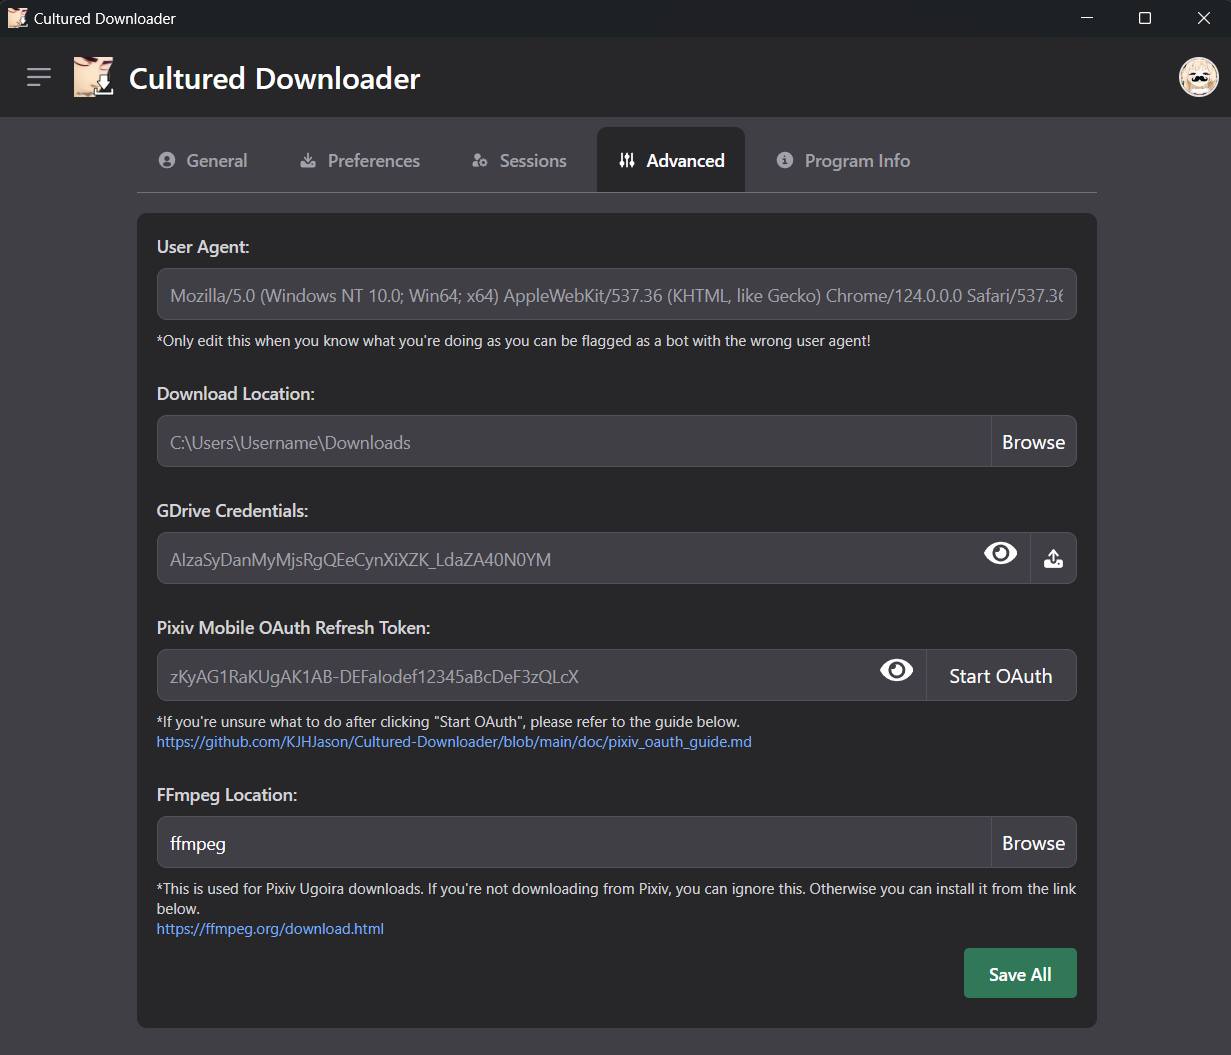 Cultured Downloader
Cultured Downloader
General Preferences Sessions Advanced Program Info
User Agent:
Mozilla/5.0 (Windows NT 10.0; Win64; x64) AppleWebKit/537.36 (KHTML, like Gecko) Chrome/124.0.0.0 Safari/537.36
*Only edit this when you know what you're doing as you can be flagged as a bot with the wrong user agent!
Download Location:
C:\Users\Username\Downloads Browse
GDrive Credentials:
AIzaSyDanMyMjsRgQEeCynXiXZK_LdaZA40N0YM
Pixiv Mobile OAuth Refresh Token:
zKyAG1RaKUgAK1AB-DEFaIodef12345aBcDeF3zQLcX Start OAuth
*If you're unsure what to do after clicking "Start OAuth", please refer to the guide below.
https://github.com/KJHJason/Cultured-Downloader/blob/main/doc/pixiv_oauth_guide.md
FFmpeg Location:
ffmpeg Browse
*This is used for Pixiv Ugoira downloads. If you're not downloading from Pixiv, you can ignore this. Otherwise you can install it from the link
below.
https://ffmpeg.org/download.html
Save All